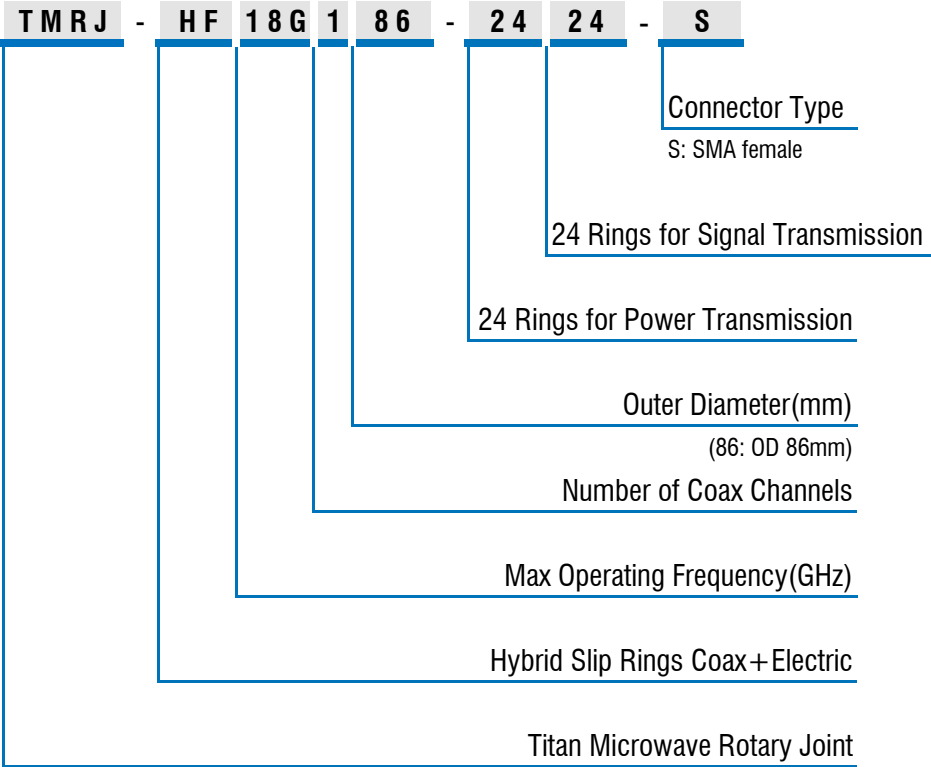 TMRJ - HF 18G 1 86 - 24 24 - S
Connector Type
S: SMA female
24 Rings for Signal Transmission
24 Rings for Power Transmission
Outer Diameter(mm)
(86: OD 86mm)
Number of Coax Channels
Max Operating Frequency(GHz)
Hybrid Slip Rings Coax+Electric
Titan Microwave Rotary Joint